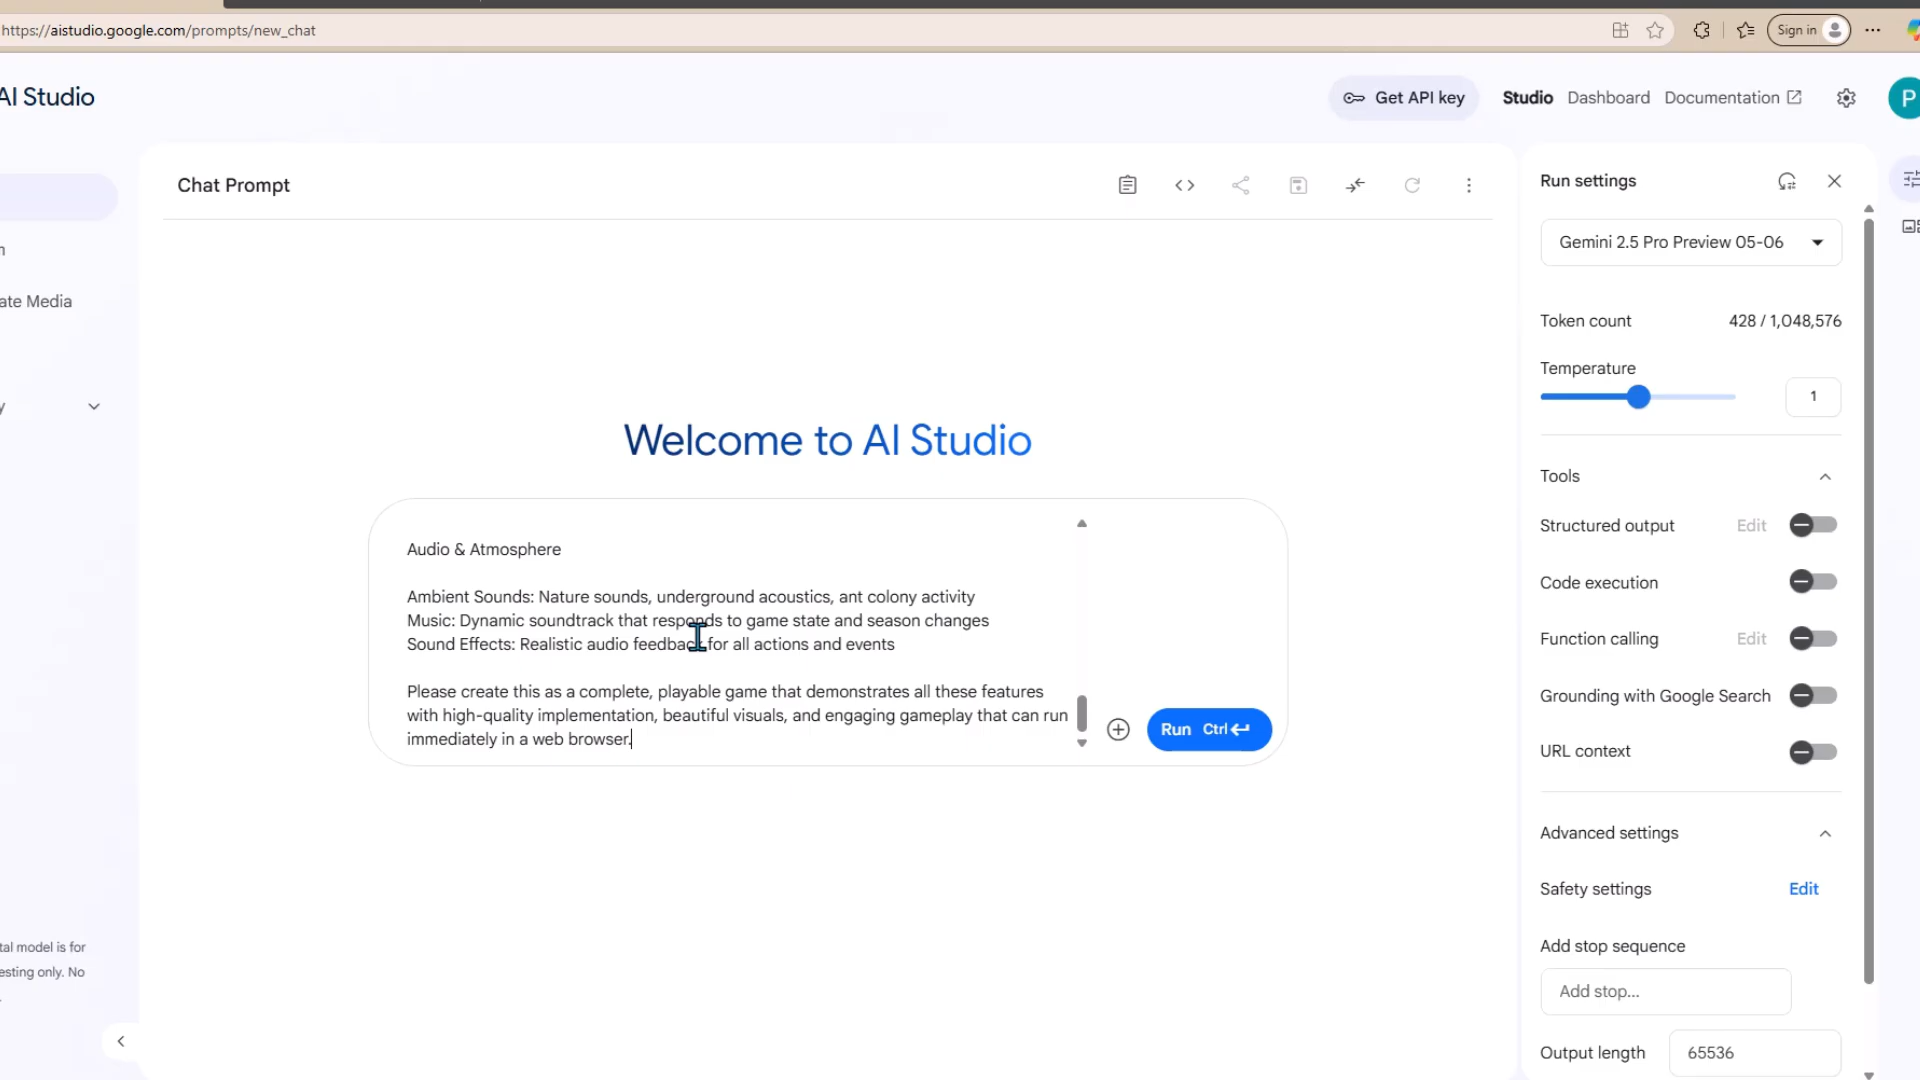 https://aistudio.google.com/prompts/new_chat
Sign in
AI Studio
Get API key
Studio
Dashboard
Documentation
P
Chat Prompt
Run settings
Gemini 2.5 Pro Preview 05-06
ate Media
Token count
428 / 1,048,576
Temperature
1
Welcome to AI Studio
Tools
Structured output
Edit
Code execution
Function calling
Edit
Grounding with Google Search
URL context
Audio & Atmosphere
Ambient Sounds: Nature sounds, underground acoustics, ant colony activity
Music: Dynamic soundtrack that responds to game state and season changes
Sound Effects: Realistic audio feedback for all actions and events
Please create this as a complete, playable game that demonstrates all these features
with high-quality implementation, beautiful visuals, and engaging gameplay that can run
immediately in a web browser.
Run Ctrl
Advanced settings
Safety settings
Edit
Add stop sequence
Add stop...
Output length
65536
tal model is for
esting only. No